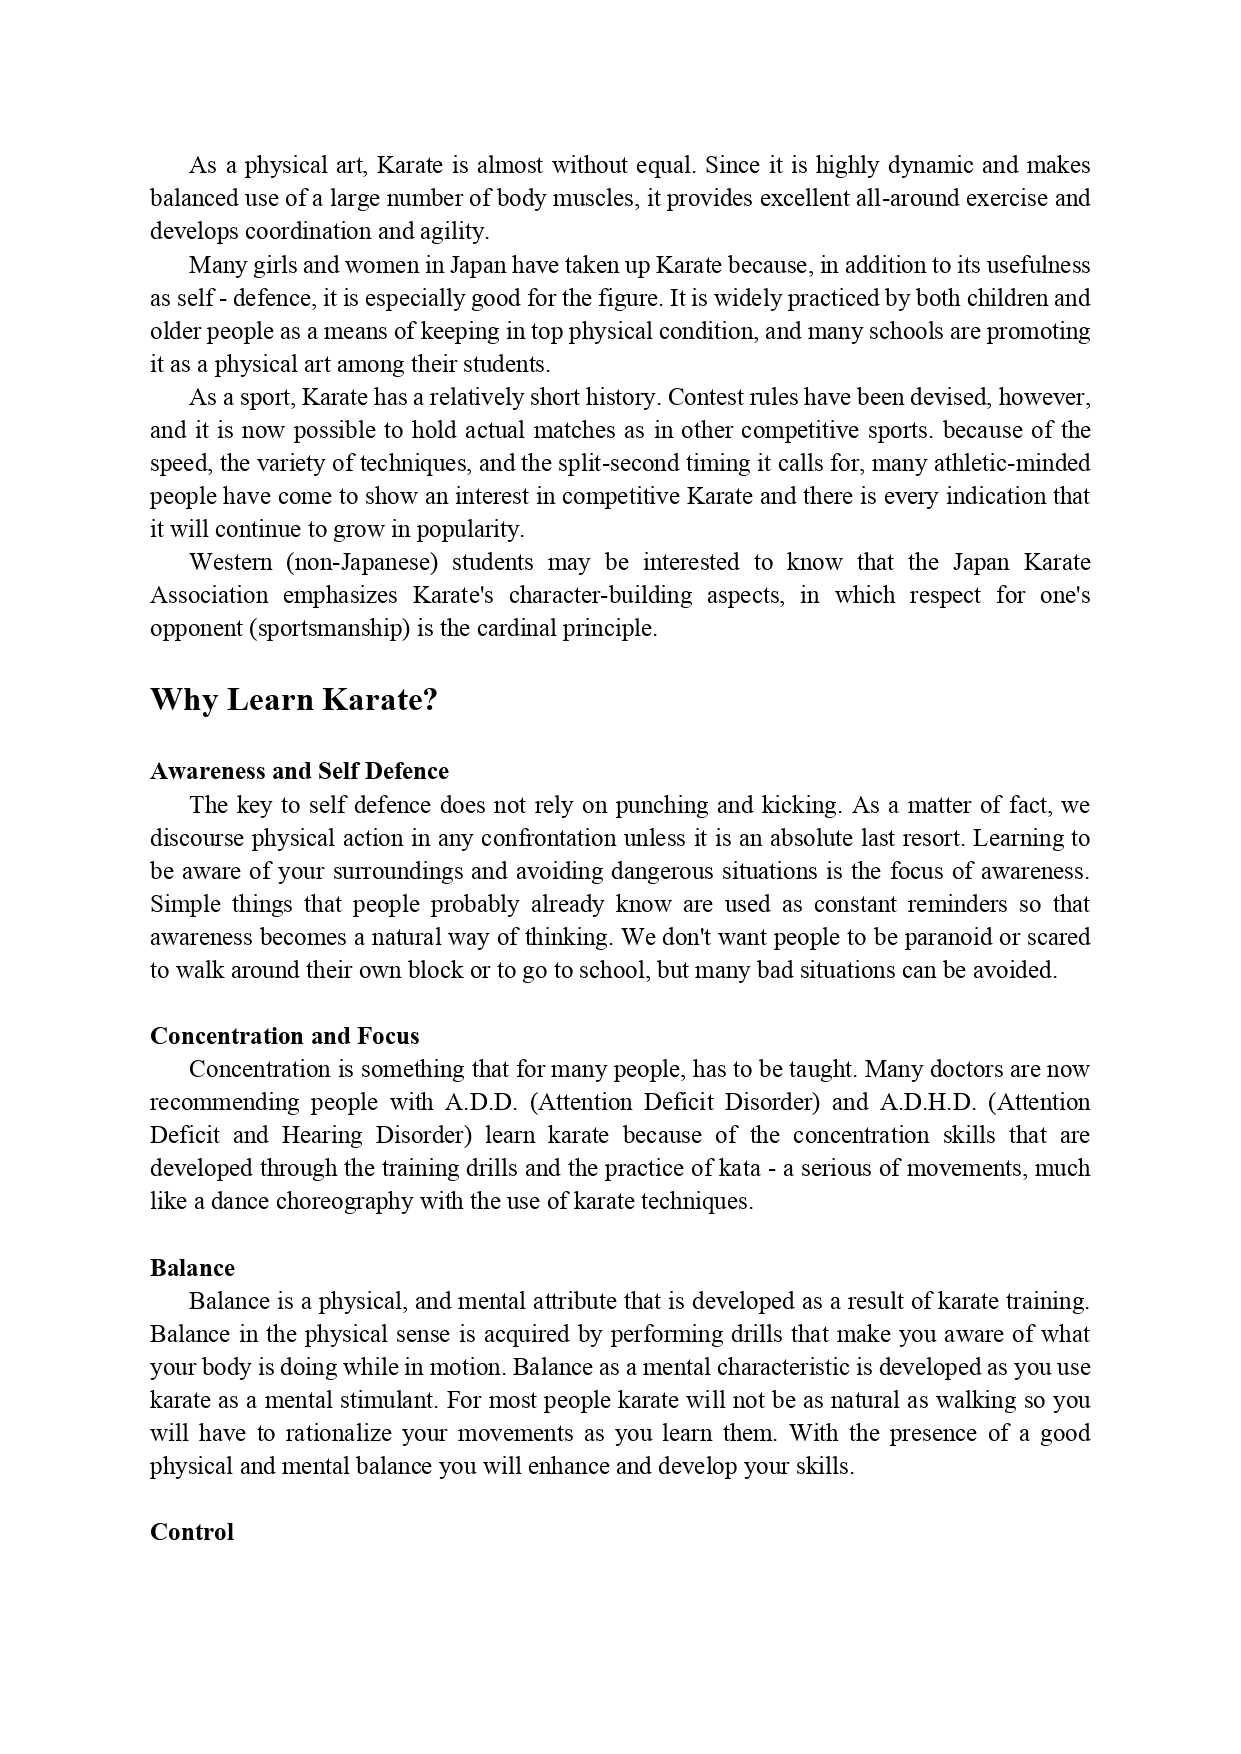 As a physical art, Karate is almost without equal. Since it is highly dynamic and makes
balanced use of a large number of body muscles, it provides excellent all-around exercise and
develops coordination and agility.
Many girls and women in Japan have taken up Karate because, in addition to its usefulness
as self - defence, it is especially good for the figure. It is widely practiced by both children and
older people as a means of keeping in top physical condition, and many schools are promoting
it as a physical art among their students.
As a sport, Karate has a relatively short history. Contest rules have been devised, however,
and it is now possible to hold actual matches as in other competitive sports. because of the
speed, the variety of techniques, and the split-second timing it calls for, many athletic-minded
people have come to show an interest in competitive Karate and there is every indication that
it will continue to grow in popularity.
Western (non-Japanese) students may be interested to know that the Japan Karate
Association emphasizes Karate's character-building aspects, in which respect for one's
opponent (sportsmanship) is the cardinal principle.
Why Learn Karate?
Awareness and Self Defence
The key to self defence does not rely on punching and kicking. As a matter of fact, we
discourse physical action in any confrontation unless it is an absolute last resort. Learning to
be aware of your surroundings and avoiding dangerous situations is the focus of awareness.
Simple things that people probably already know are used as constant reminders so that
awareness becomes a natural way of thinking. We don't want people to be paranoid or scared
to walk around their own block or to go to school, but many bad situations can be avoided.
Concentration and Focus
Concentration is something that for many people, has to be taught. Many doctors are now
recommending people with A.D.D. (Attention Deficit Disorder) and A.D.H.D. (Attention
Deficit and Hearing Disorder) learn karate because of the concentration skills that are
developed through the training drills and the practice of kata - a serious of movements, much
like a dance choreography with the use of karate techniques.
Balance
Balance is a physical, and mental attribute that is developed as a result of karate training.
Balance in the physical sense is acquired by performing drills that make you aware of what
your body is doing while in motion. Balance as a mental characteristic is developed as you use
karate as a mental stimulant. For most people karate will not be as natural as walking so you
will have to rationalize your movements as you learn them. With the presence of a good
physical and mental balance you will enhance and develop your skills.
Control